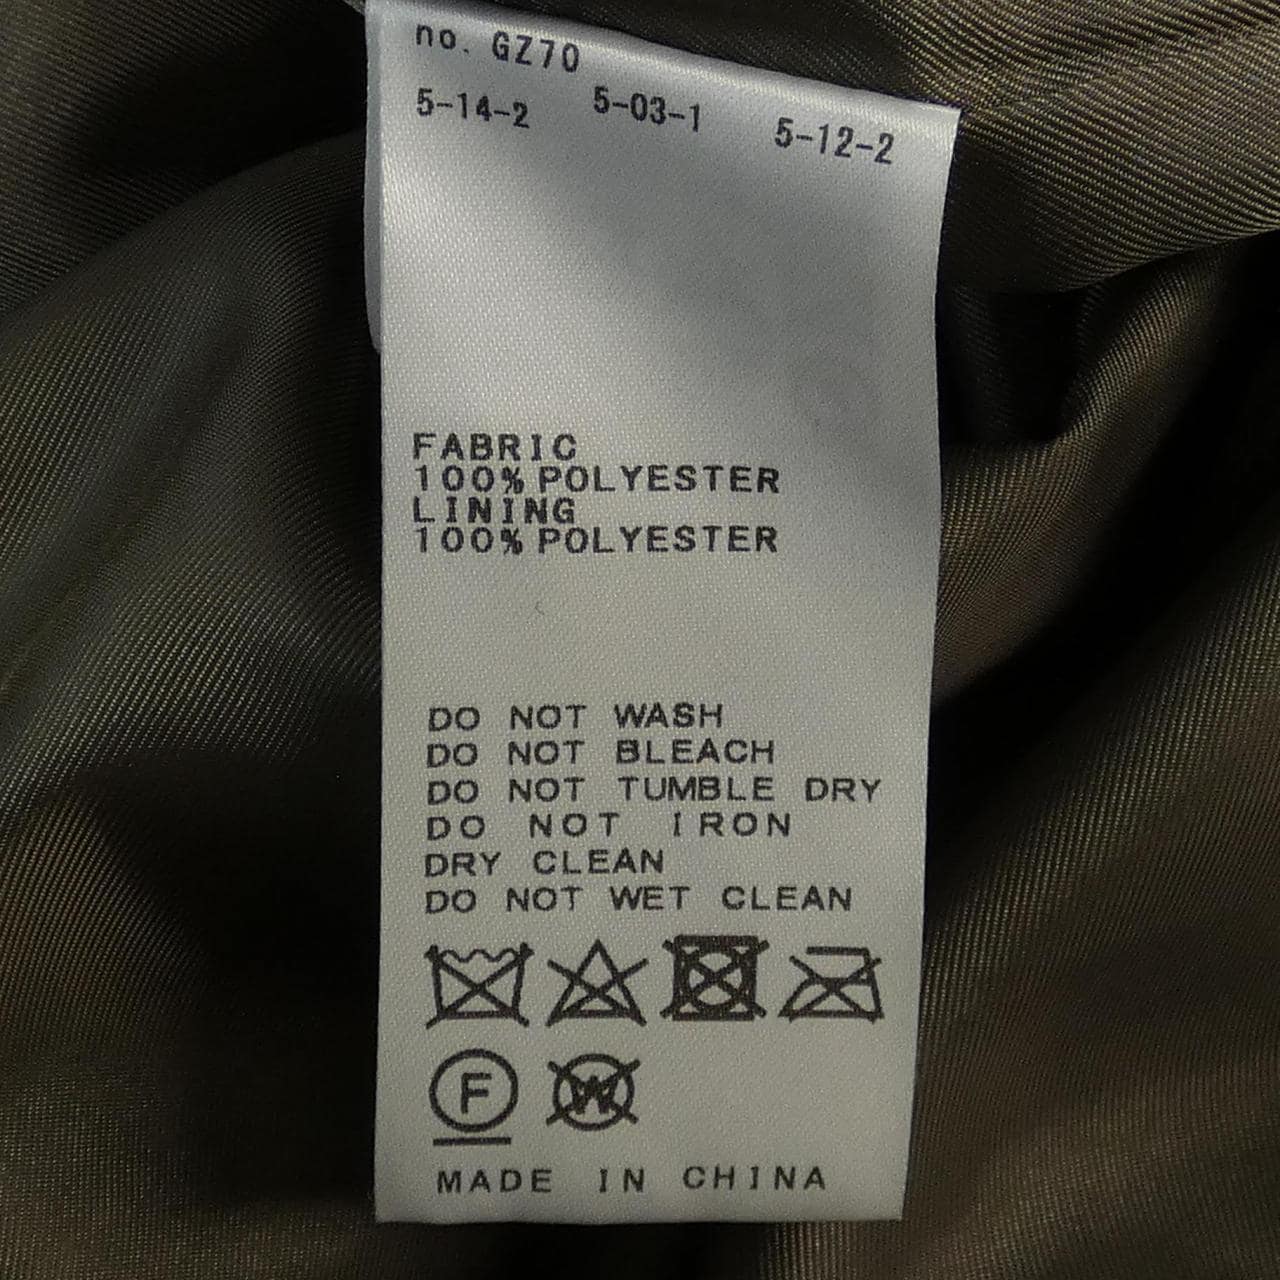 no. GZ70
5-14-2 5-03-1 5-12-2
FABRIC
100% POLYESTER
LINING
100% POLYESTER
DO NOT WASH
DO NOT BLEACH
DO NOT TUMBLE DRY
DO NOT IRON
DRY CLEAN
DO NOT WET CLEAN
F W
MADE IN CHINA